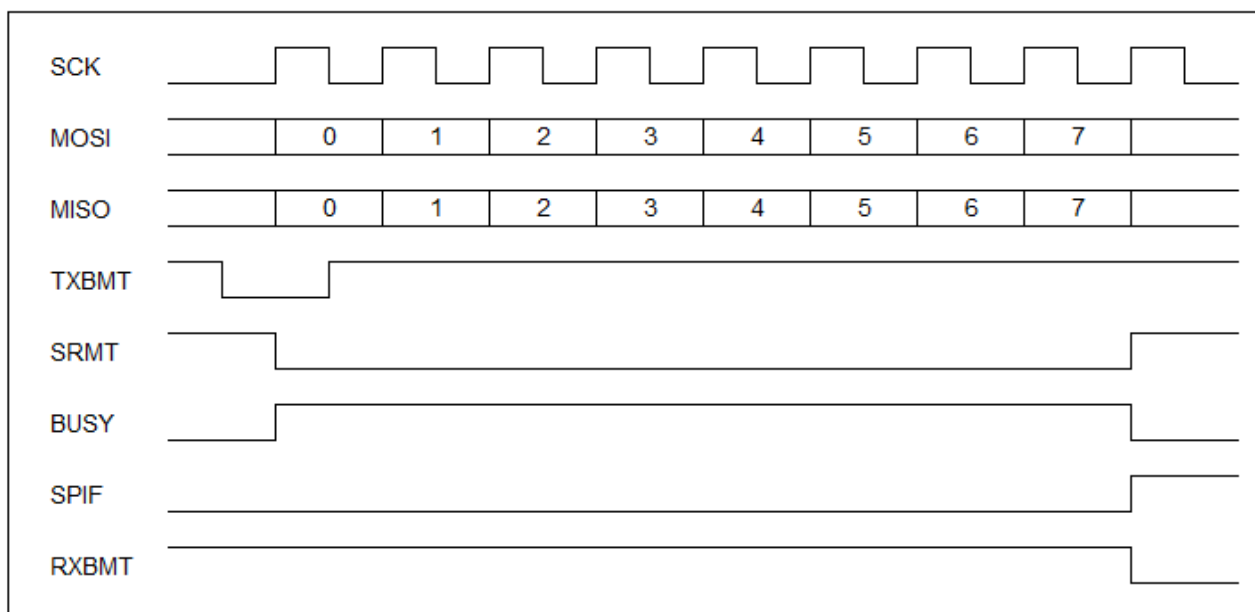 SCK
MOSI 0 1 2 3 4 5 6 7
MISO 0 1 2 3 4 5 6 7
TXBMT
SRMT
BUSY
SPIF
RXBMT